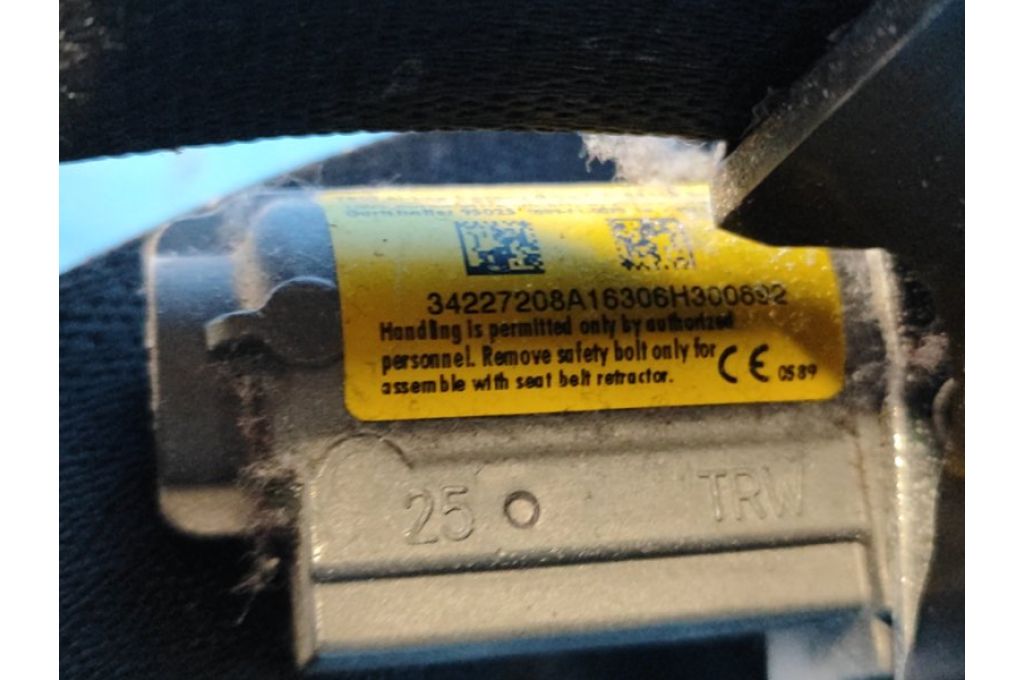 34227208A16306H300892
Handling is permitted only by authorized
personnel. Remove safety bolt only for
assemble with seat belt retractor.
CE 0589
25
TRW